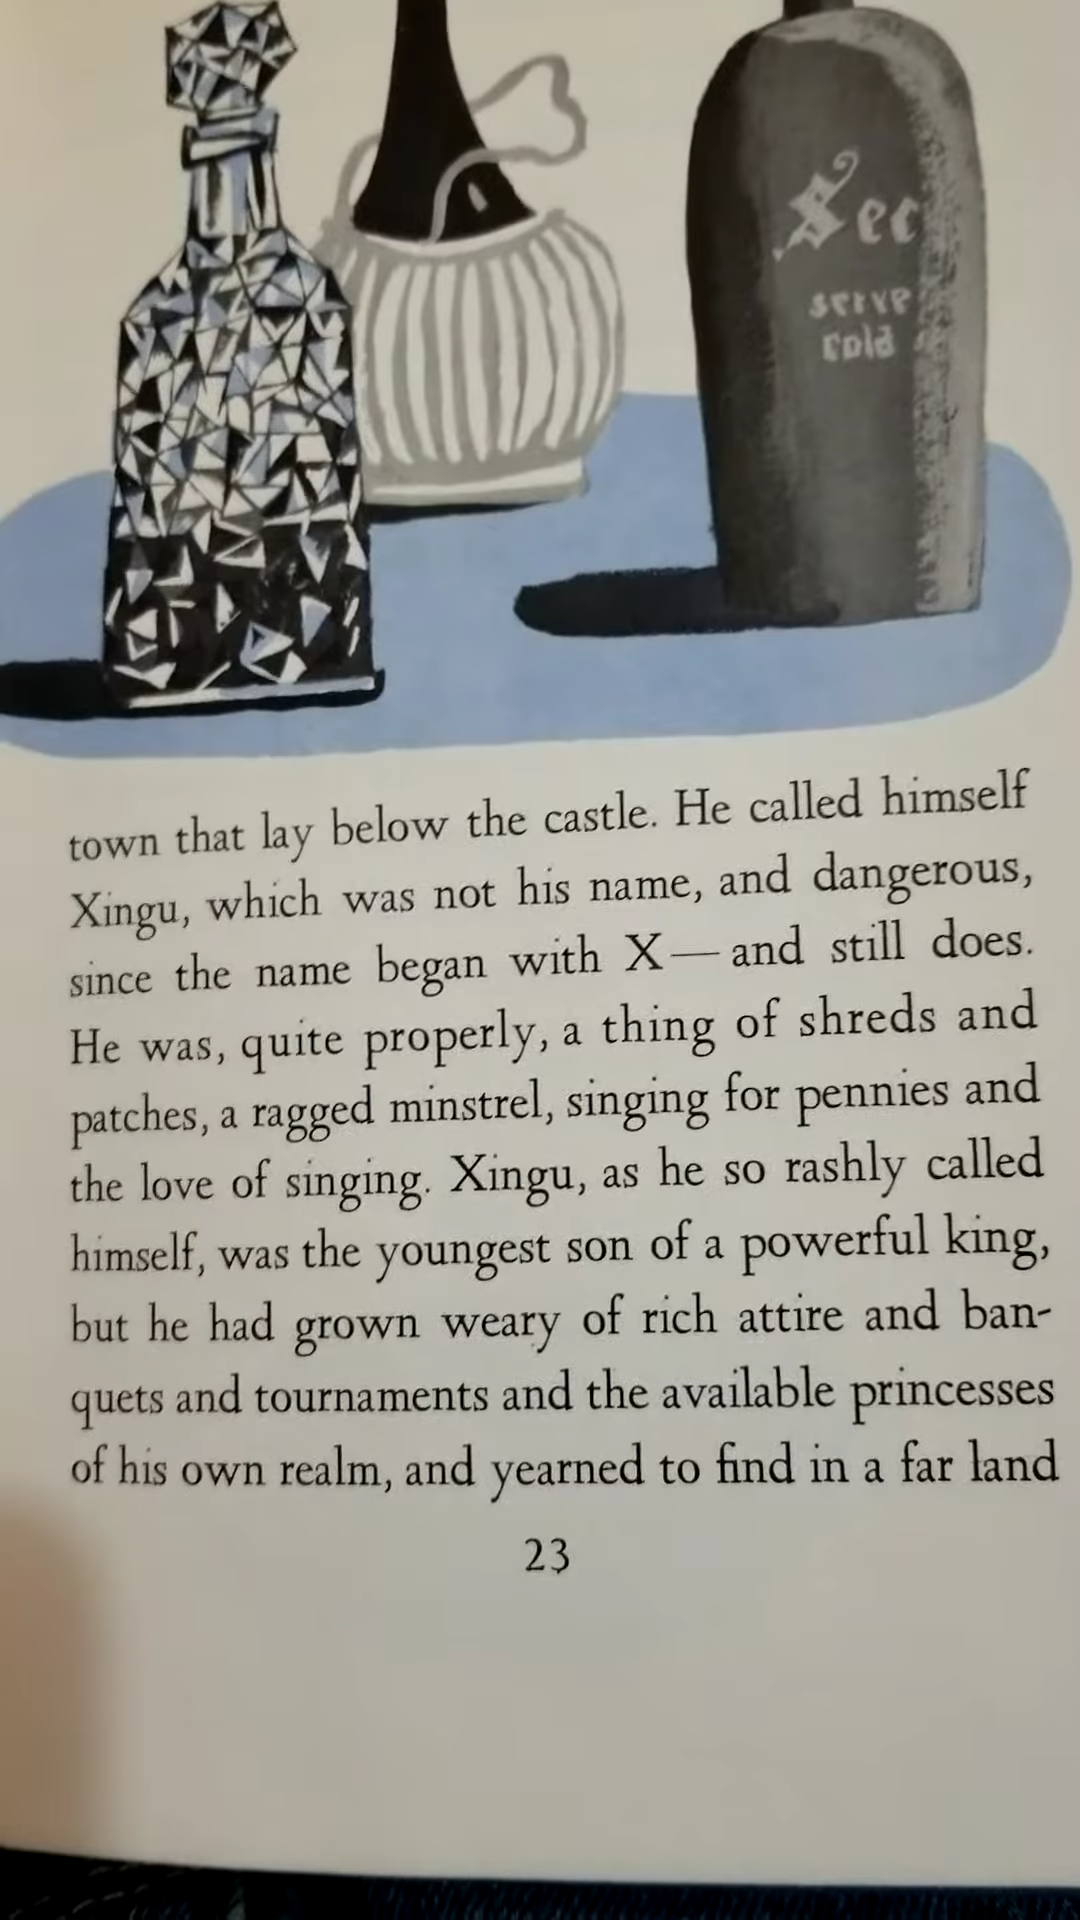 Sec
serve
cold
town that lay below the castle. He called himself
Xingu, which was not his name, and dangerous,
since the name began with X—and still does.
He was, quite properly, a thing of shreds and
patches, a ragged minstrel, singing for pennies and
the love of singing. Xingu, as he so rashly called
himself, was the youngest son of a powerful king,
but he had grown weary of rich attire and ban-
quets and tournaments and the available princesses
of his own realm, and yearned to find in a far land
23